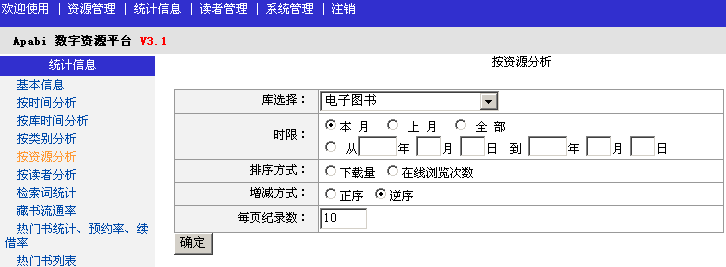 欢迎使用 | 资源管理 | 统计信息 | 读者管理 | 系统管理 | 注销
Apabi 数字资源平台 V3.1
统计信息
基本信息
按时间分析
按库时间分析
按类别分析
按资源分析
按读者分析
检索词统计
藏书流通率
热门书统计、预约率、续
借率
热门书列表
按资源分析
库选择： 电子图书
时限： 本 月 上 月 全 部
从 年 月 日 到 年 月 日
排序方式： 下载量 在线浏览次数
增减方式： 正序 逆序
每页纪录数： 10
确定